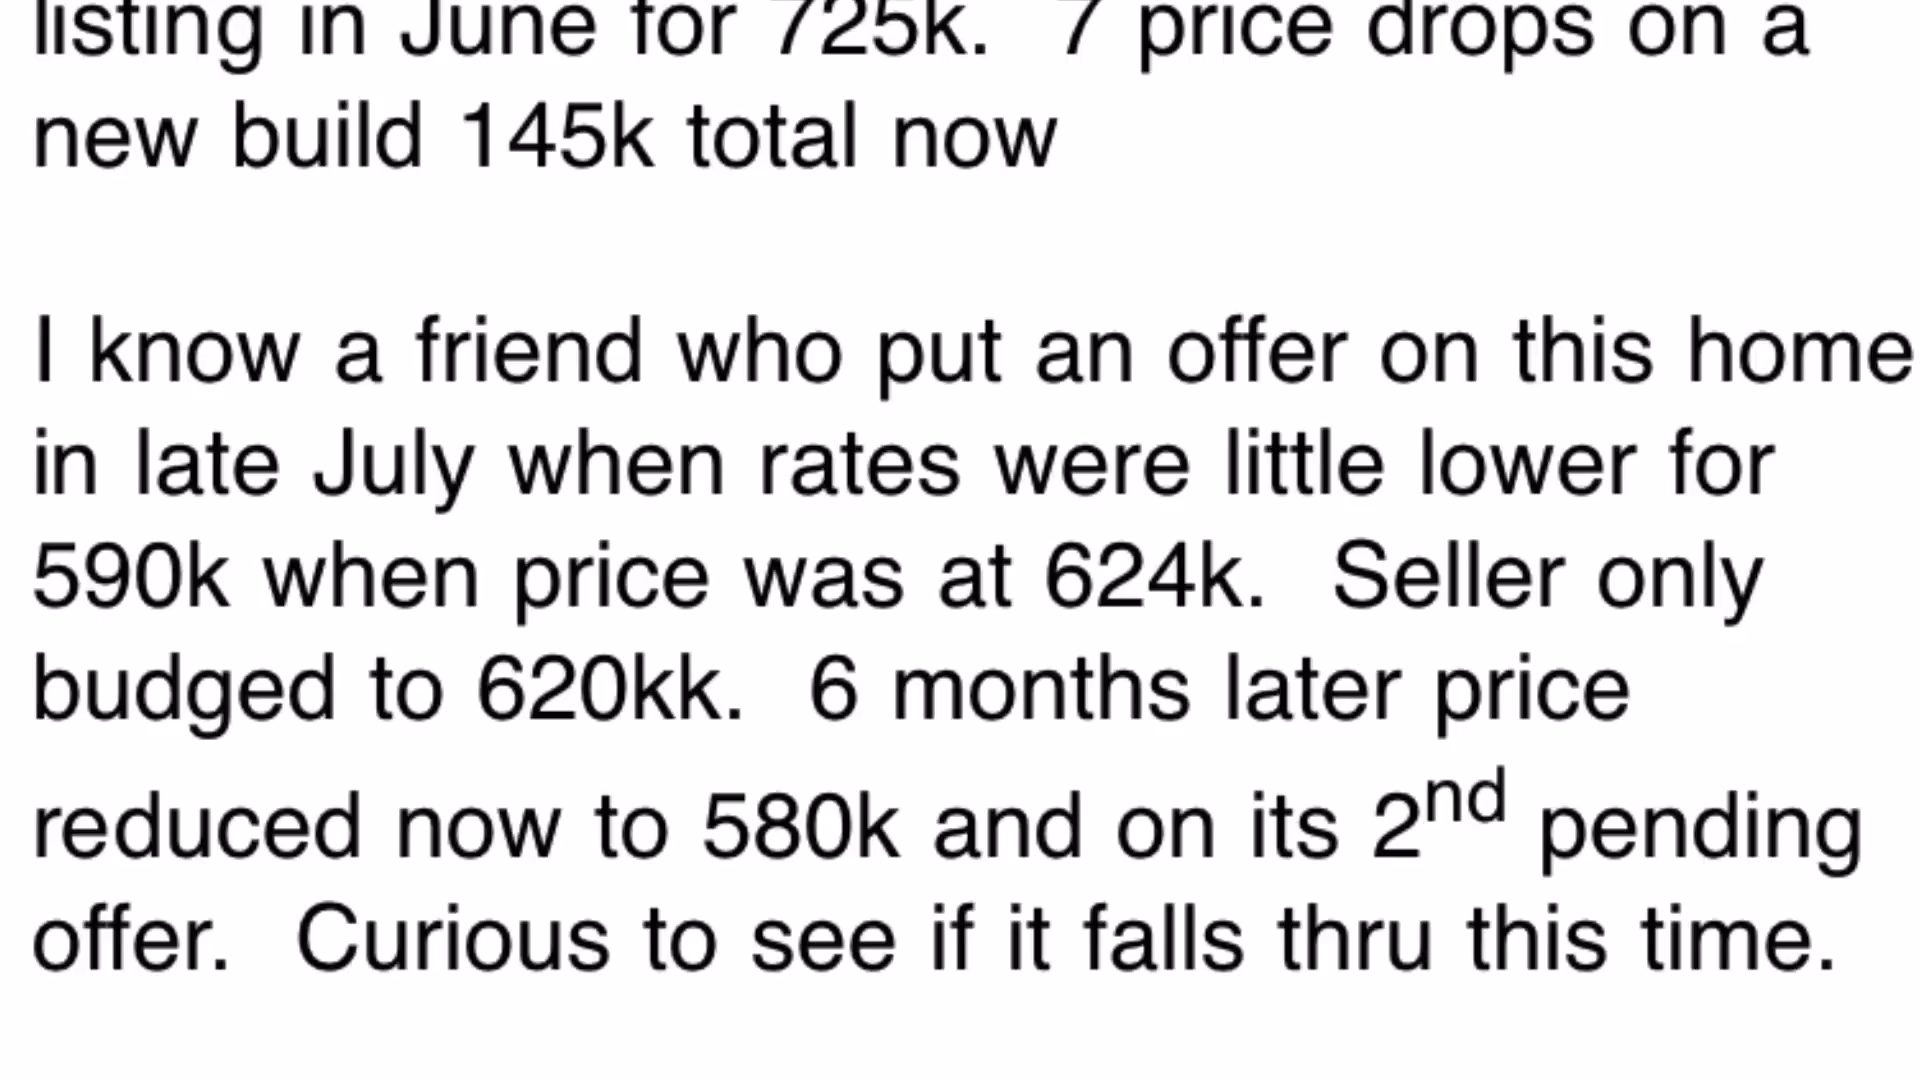 listing in June for 725k.  7 price drops on a
new build 145k total now
I know a friend who put an offer on this home
in late July when rates were little lower for
590k when price was at 624k.  Seller only
budged to 620kk.  6 months later price
reduced now to 580k and on its 2nd pending
offer.  Curious to see if it falls thru this time.